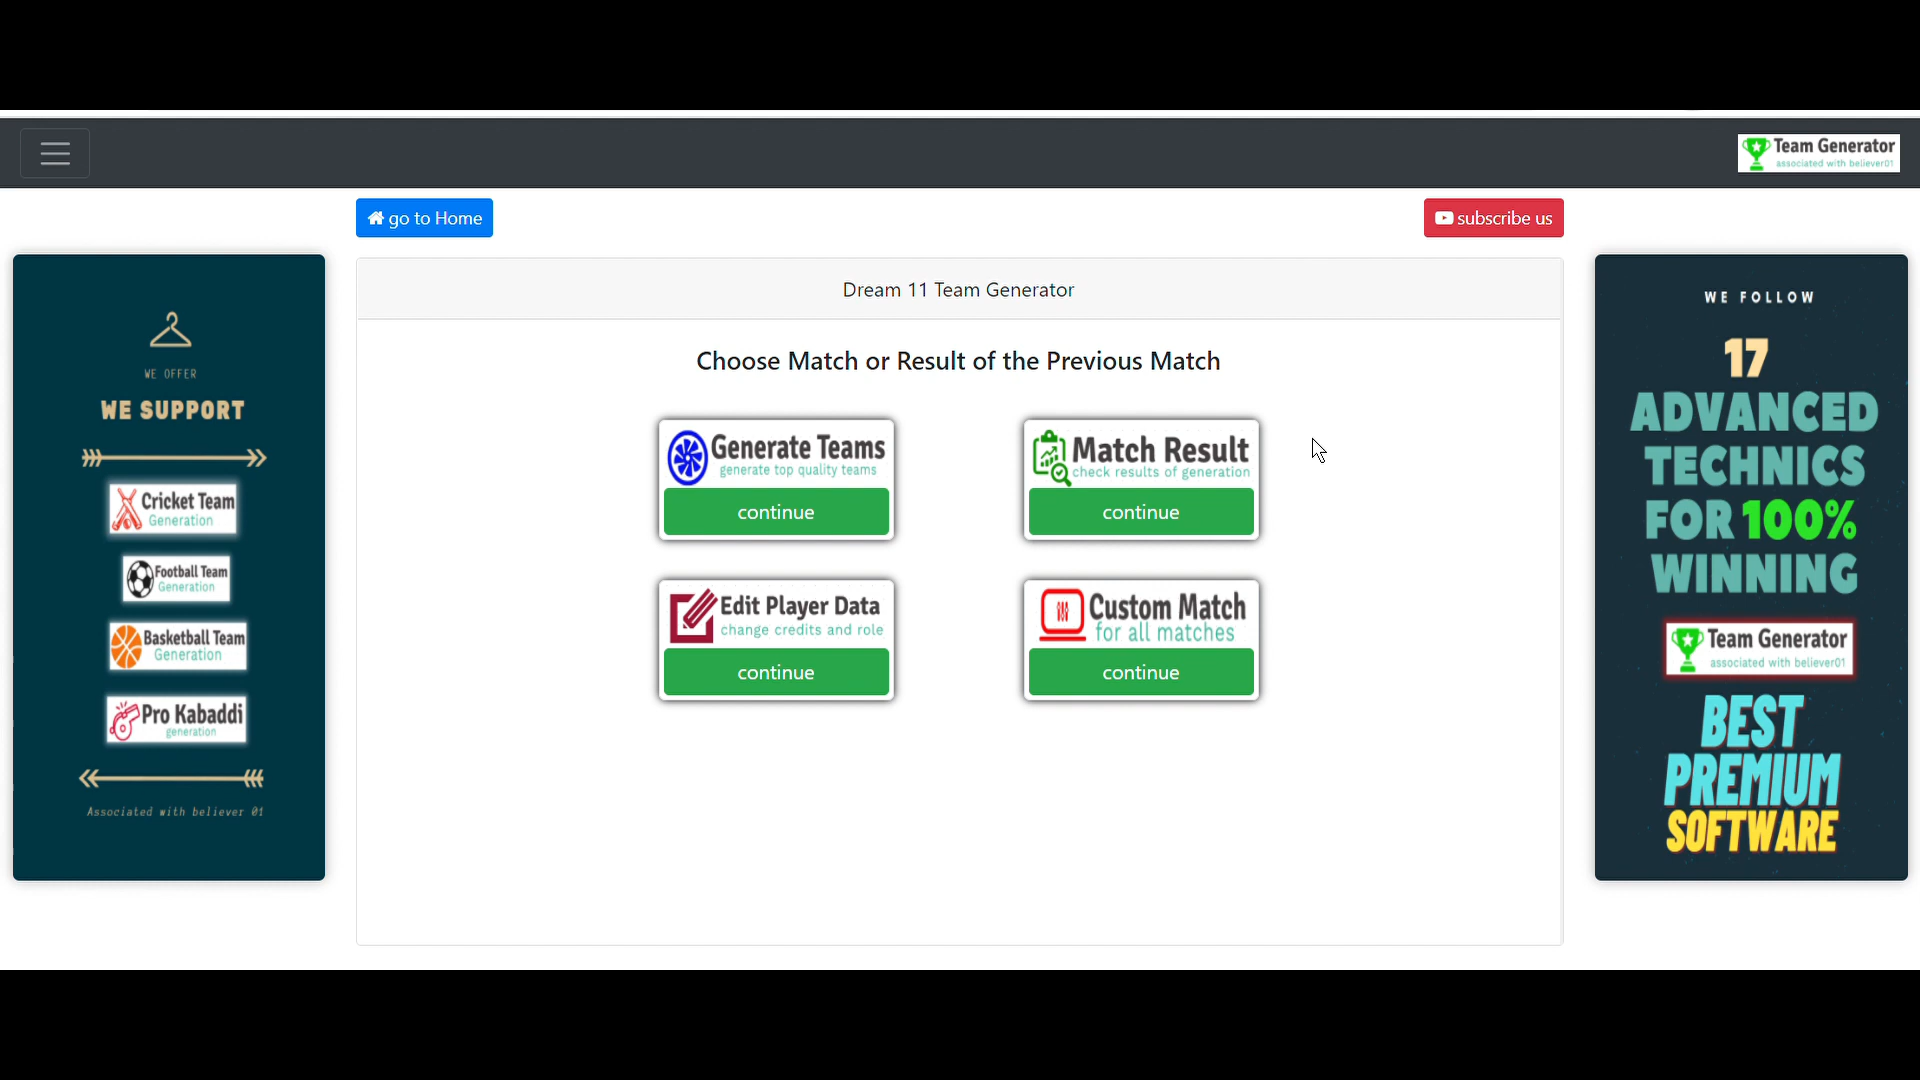 Team Generator
associated with believer01
go to Home
subscribe us
WE OFFER
WE SUPPORT
Cricket Team
Generation
Football Team
Generation
Basketball Team
Generation
Pro Kabaddi
generation
Associated with believer 01
Dream 11 Team Generator
Choose Match or Result of the Previous Match
Generate Teams
generate top quality teams
continue
Match Result
check results of generation
continue
Edit Player Data
change credits and role
continue
Custom Match
for all matches
continue
WE FOLLOW
17
ADVANCED
TECHNICS
FOR 100%
WINNING
Team Generator
associated with believer01
BEST
PREMIUM
SOFTWARE